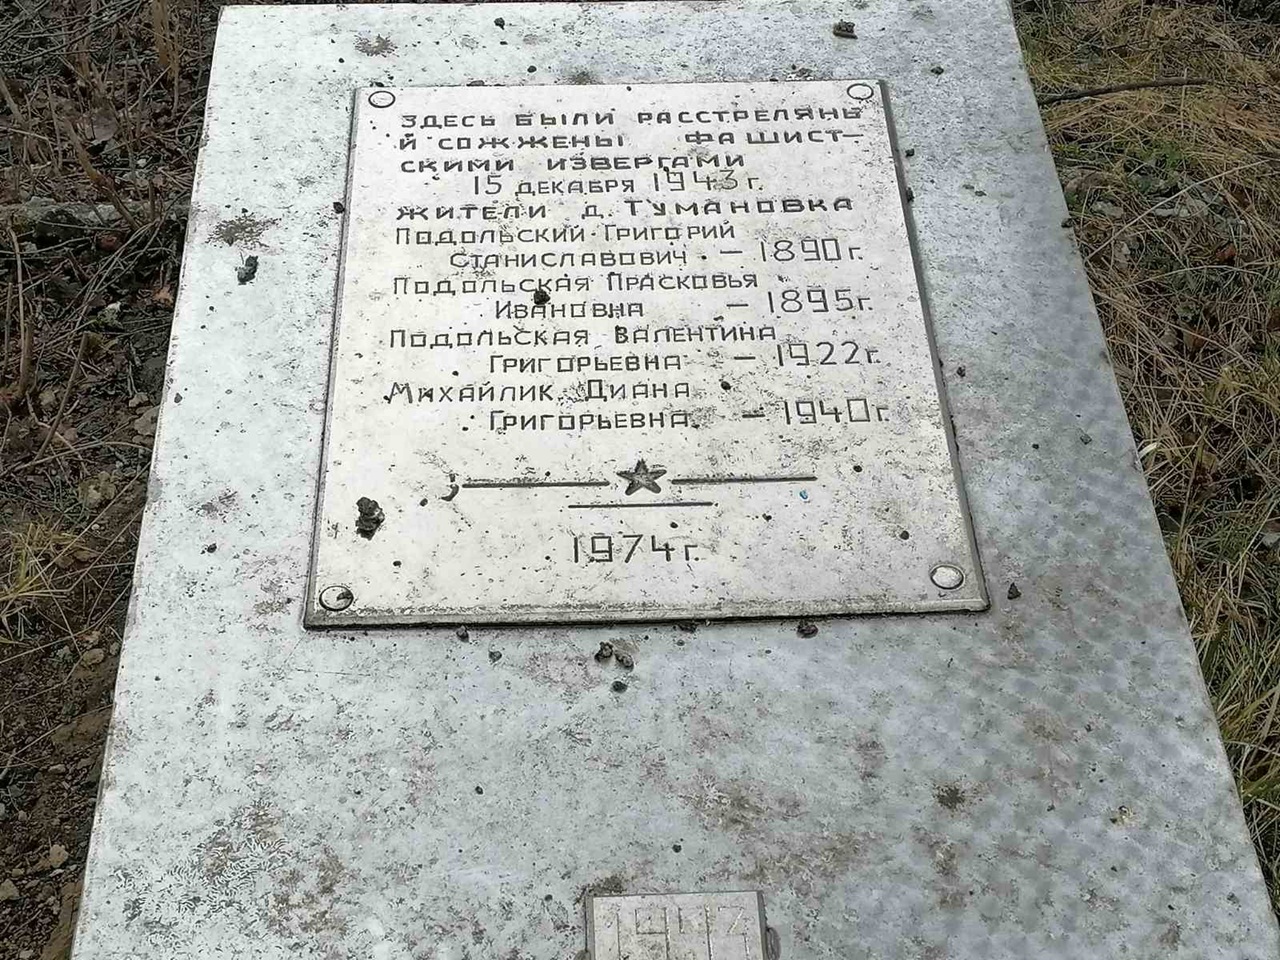 ЗДЕСЬ БЫЛИ РАССТРЕЛЯНЫ
И СОЖЖЕНЫ ФАШИСТ-
СКИМИ ИЗВЕРГАМИ
15 ДЕКАБРЯ 1943 г.
ЖИТЕЛИ Д. ТУМАНОВКА
ПОДОЛЬСКИЙ ГРИГОРИЙ
СТАНИСЛАВОВИЧ - 1890 г.
ПОДОЛЬСКАЯ ПРАСКОВЬЯ
ИВАНОВНА - 1895 г.
ПОДОЛЬСКАЯ ВАЛЕНТИНА
ГРИГОРЬЕВНА - 1922 г.
МИХАЙЛИК ДИАНА
ГРИГОРЬЕВНА - 1940 г.
1974 г.